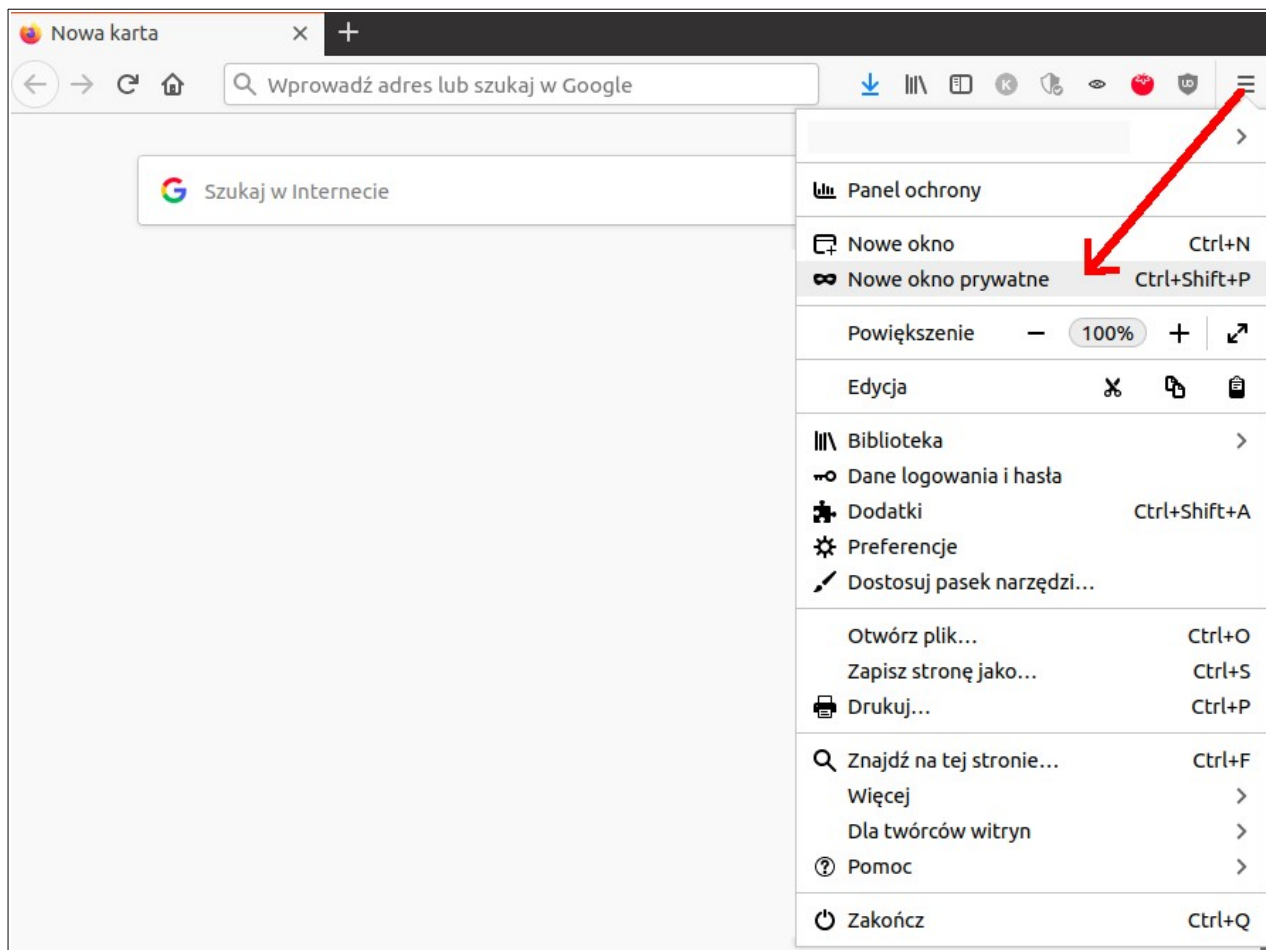 Nowa karta
Wprowadź adres lub szukaj w Google
Szukaj w Internecie
Panel ochrony
Nowe okno Ctrl+N
Nowe okno prywatne Ctrl+Shift+P
Powiększenie 100%
Edycja
Biblioteka
Dane logowania i hasła
Dodatki Ctrl+Shift+A
Preferencje
Dostosuj pasek narzędzi...
Otwórz plik... Ctrl+O
Zapisz stronę jako... Ctrl+S
Drukuj... Ctrl+P
Znajdź na tej stronie... Ctrl+F
Więcej
Dla twórców witryn
Pomoc
Zakończ Ctrl+Q